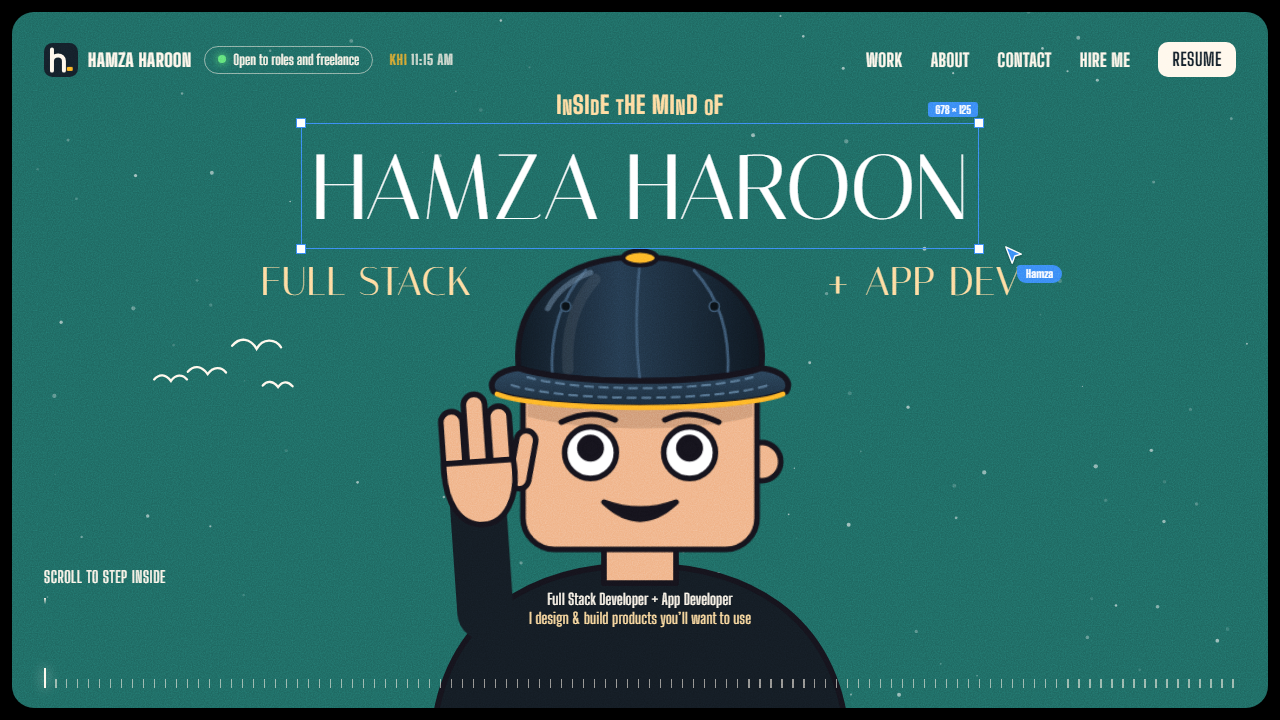 h.
HAMZA HAROON
Open to roles and freelance
KHI 11:15 AM
WORK
ABOUT
CONTACT
HIRE ME
RESUME
INSIDE THE MIND OF
678 × 125
HAMZA HAROON
FULL STACK
+ APP DEV
Hamza
SCROLL TO STEP INSIDE
Full Stack Developer + App Developer
I design & build products you'll want to use